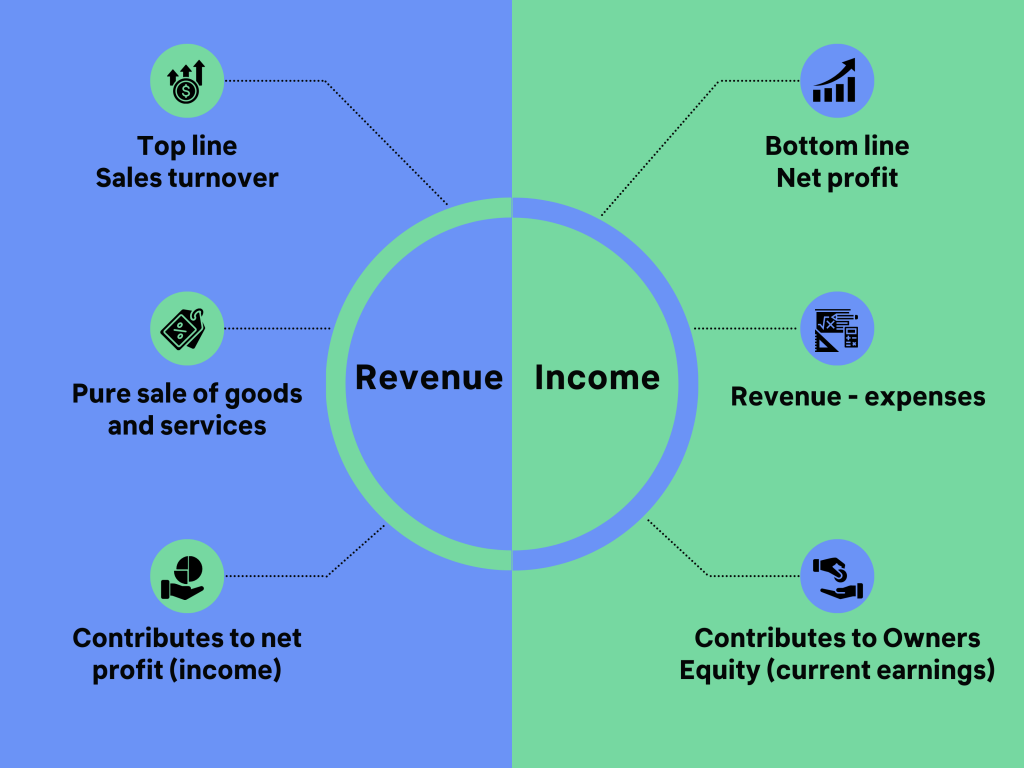 Top line
Sales turnover
Pure sale of goods
and services
Contributes to net
profit (income)
Revenue
Income
Bottom line
Net profit
Revenue - expenses
Contributes to Owners
Equity (current earnings)